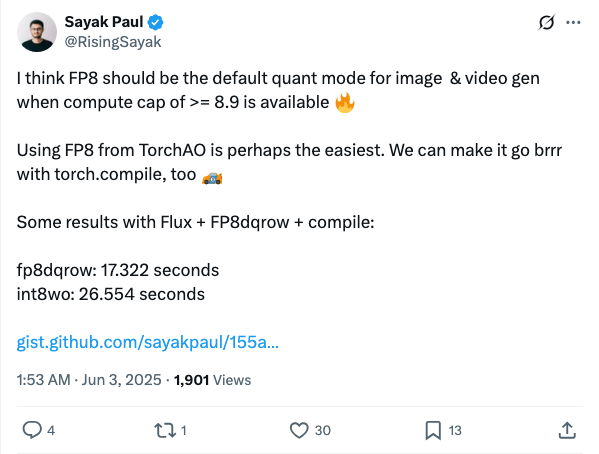 Sayak Paul
@RisingSayak
I think FP8 should be the default quant mode for image & video gen
when compute cap of >= 8.9 is available 🔥
Using FP8 from TorchAO is perhaps the easiest. We can make it go brrr
with torch.compile, too 🏎️
Some results with Flux + FP8dqrow + compile:
fp8dqrow: 17.322 seconds
int8wo: 26.554 seconds
gist.github.com/sayakpaul/155a...
1:53 AM · Jun 3, 2025 · 1,901 Views
4 1 30 13